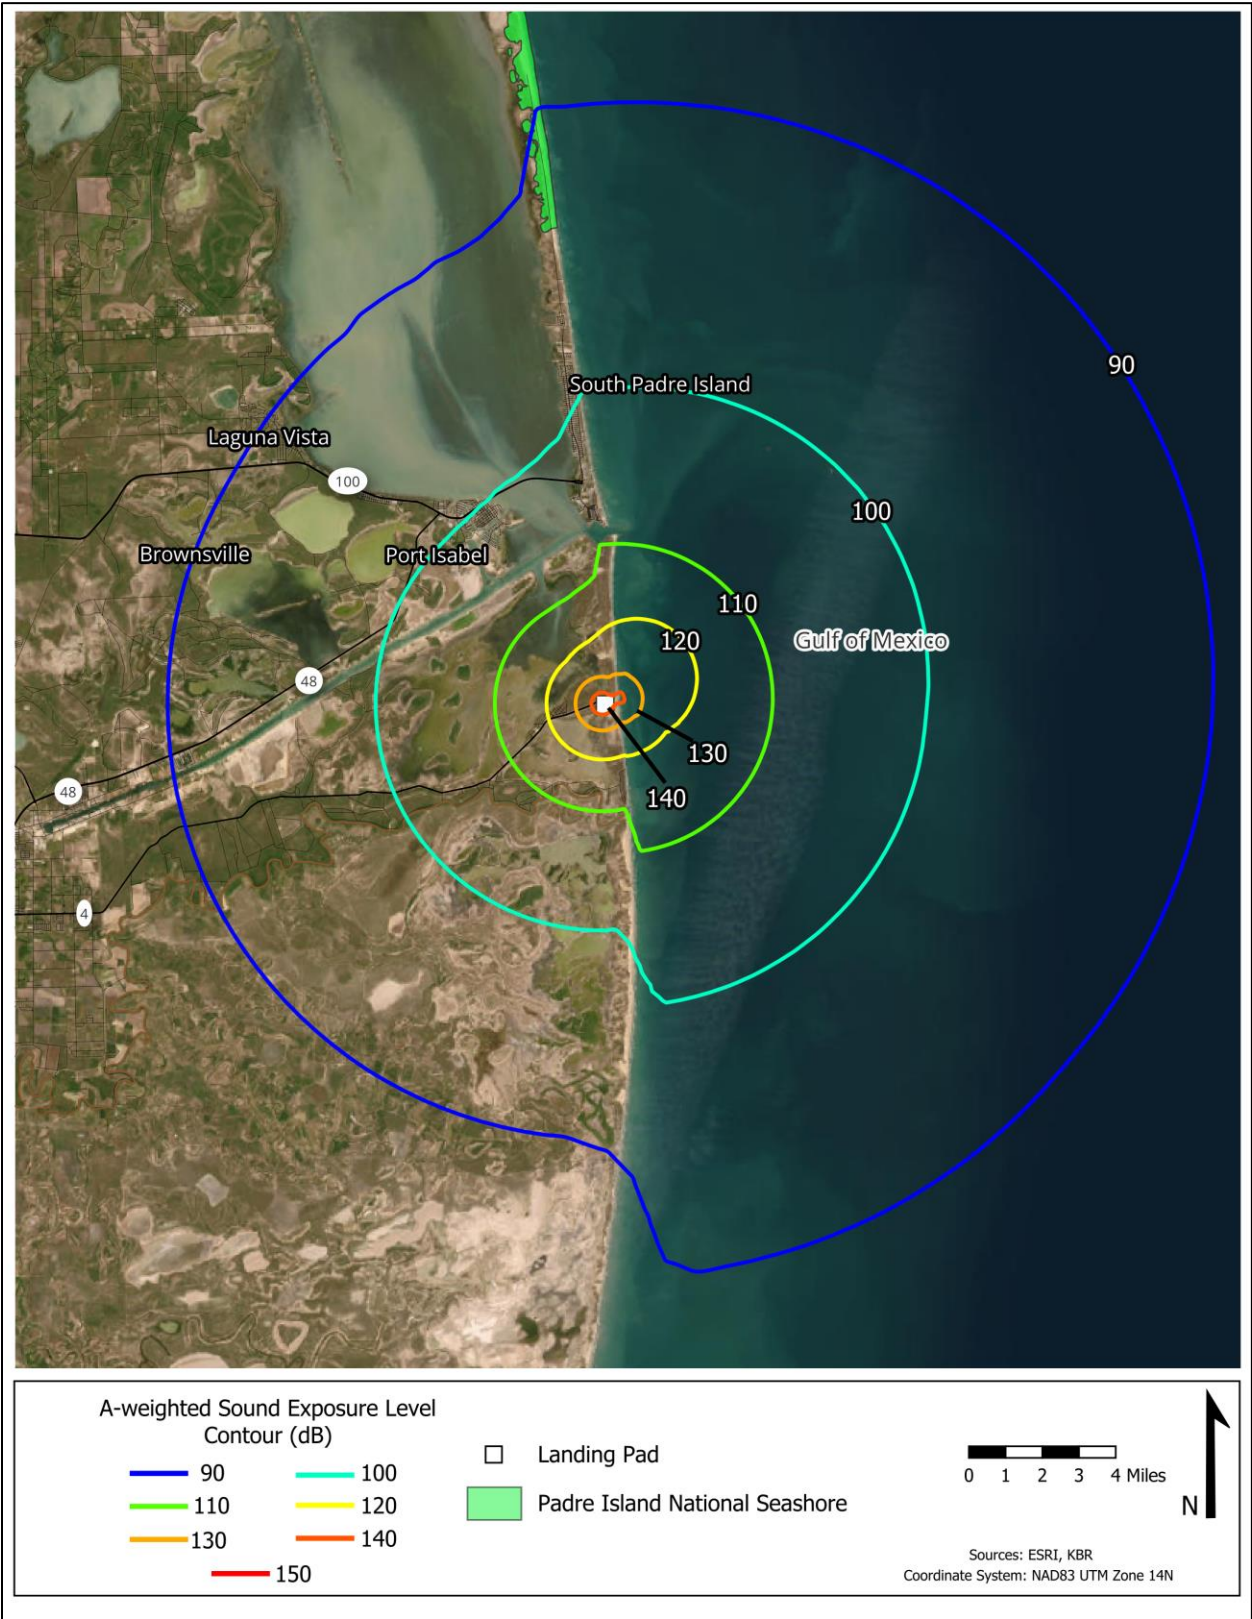 90
South Padre Island
Laguna Vista
100
100
Brownsville
Port Isabel
110
120
Gulf of Mexico
48
130
48
140
4
A-weighted Sound Exposure Level
Contour (dB)
90
100
110
120
130
140
150
Landing Pad
Padre Island National Seashore
0 1 2 3 4 Miles
N
Sources: ESRI, KBR
Coordinate System: NAD83 UTM Zone 14N